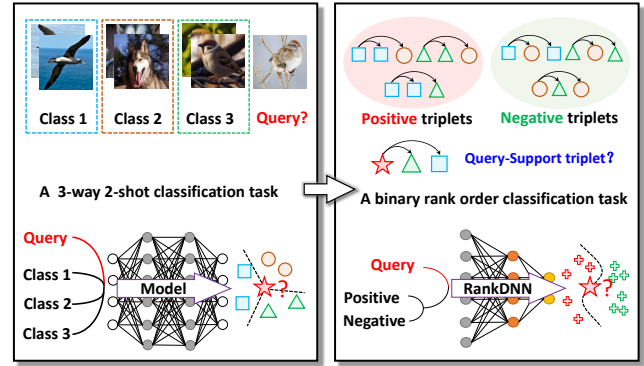 Class 1
Class 2
Class 3
Query?
A 3-way 2-shot classification task
Query
Class 1
Class 2
Class 3
Model
?
Positive triplets
Negative triplets
Query-Support triplet?
A binary rank order classification task
Query
Positive
Negative
RankDNN
?